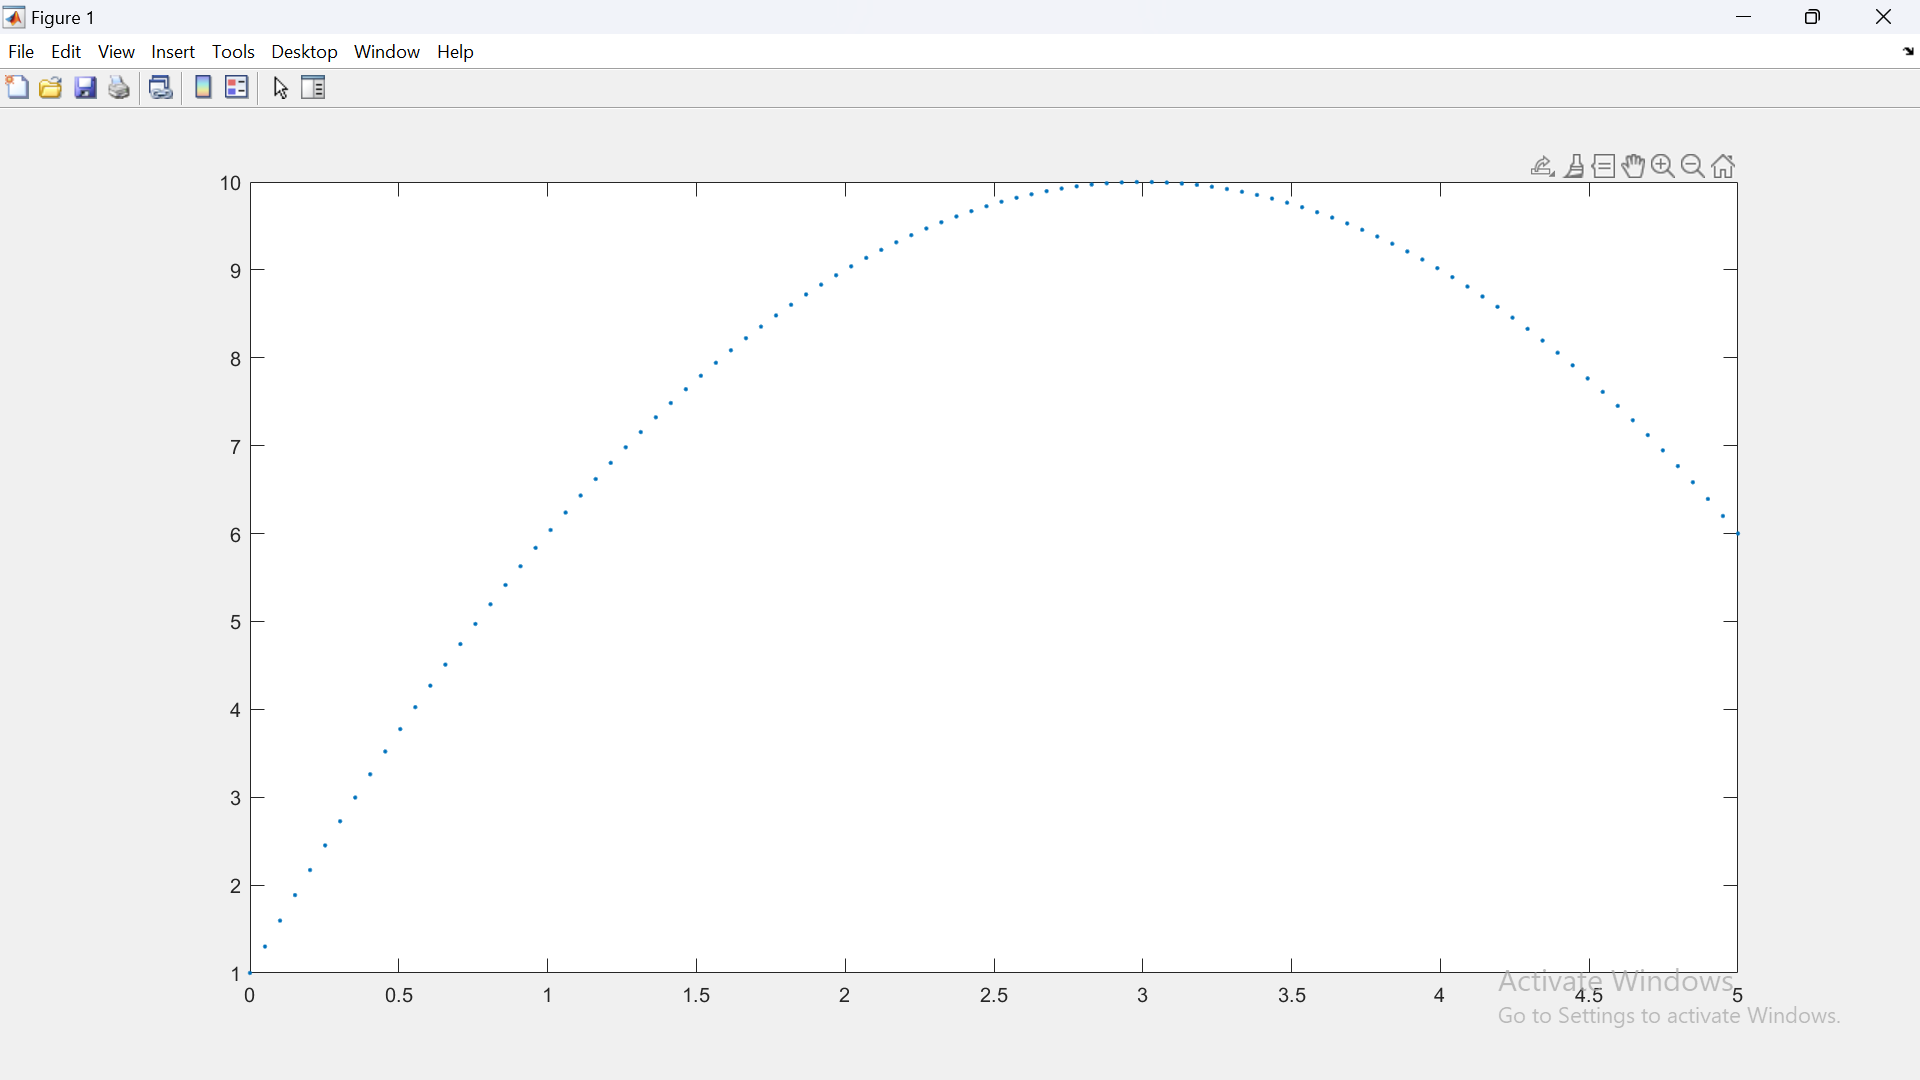 Figure 1
File Edit View Insert Tools Desktop Window Help
10
9
8
7
6
5
4
3
2
1
0 0.5 1 1.5 2 2.5 3 3.5 4 4.5 5
Activate Windows
Go to Settings to activate Windows.